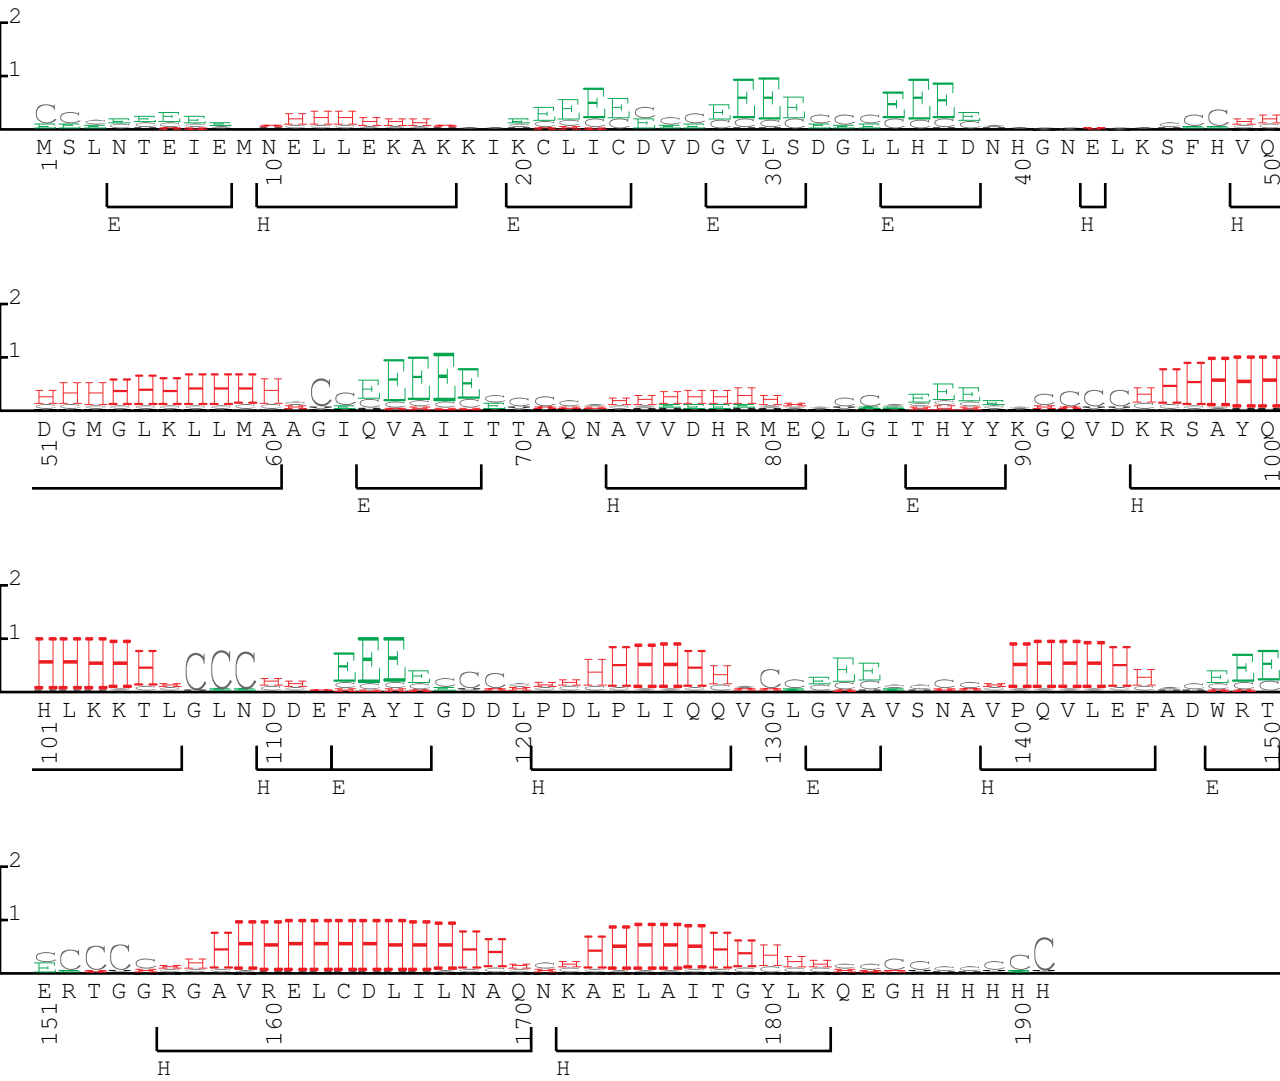 2
1
M S L N T E I E M N E L L E K A K K I K C L I C D V D G V L S D G L L H I D N H G N E L K S F H V Q
1 10 20 30 40 50
E H E E E H H
2
1
D G M G L K L L M A A G I Q V A I I T T A Q N A V V D H R M E Q L G I T H Y Y K G Q V D K R S A Y Q
51 60 70 80 90 100
E H E H
2
1
H L K K T L G L N D D E F A Y I G D D L P D L P L I Q Q V G L G V A V S N A V P Q V L E F A D W R T
101 110 120 130 140 150
H E H E H E
2
1
E R T G G R G A V R E L C D L I L N A Q N K A E L A I T G Y L K Q E G H H H H H H
151 160 170 180 190
H H